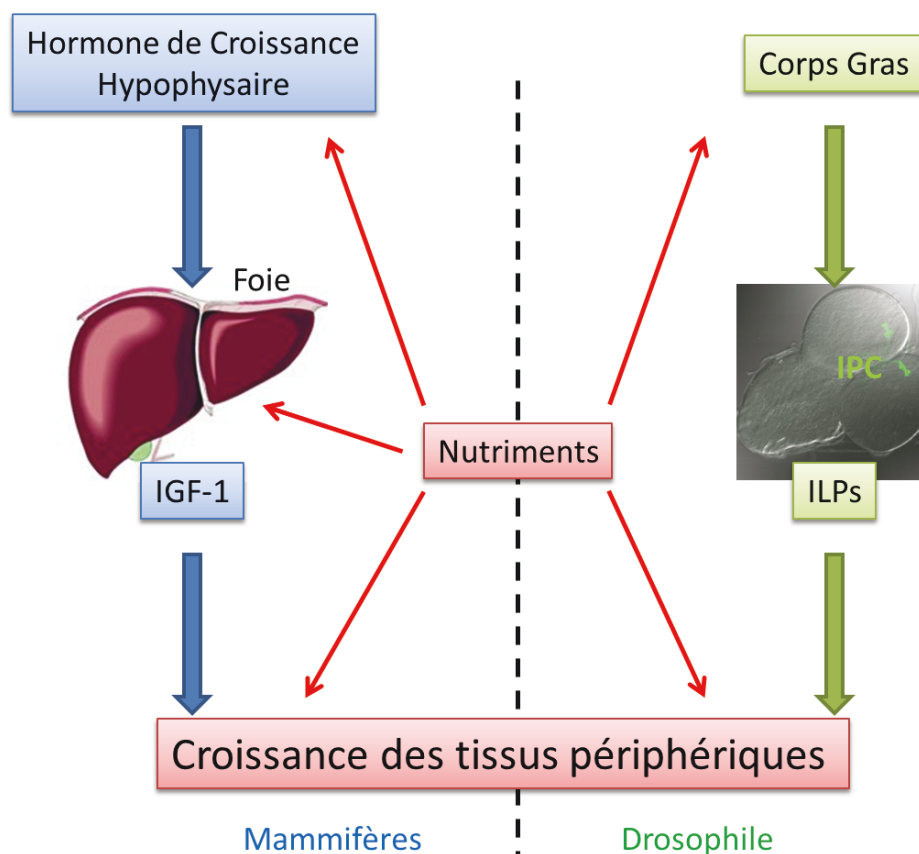 Hormone de Croissance
Hypophysaire
Corps Gras
Foie
IPC
Nutriments
IGF-1
ILPs
Croissance des tissus périphériques
Mammifères
Drosophile